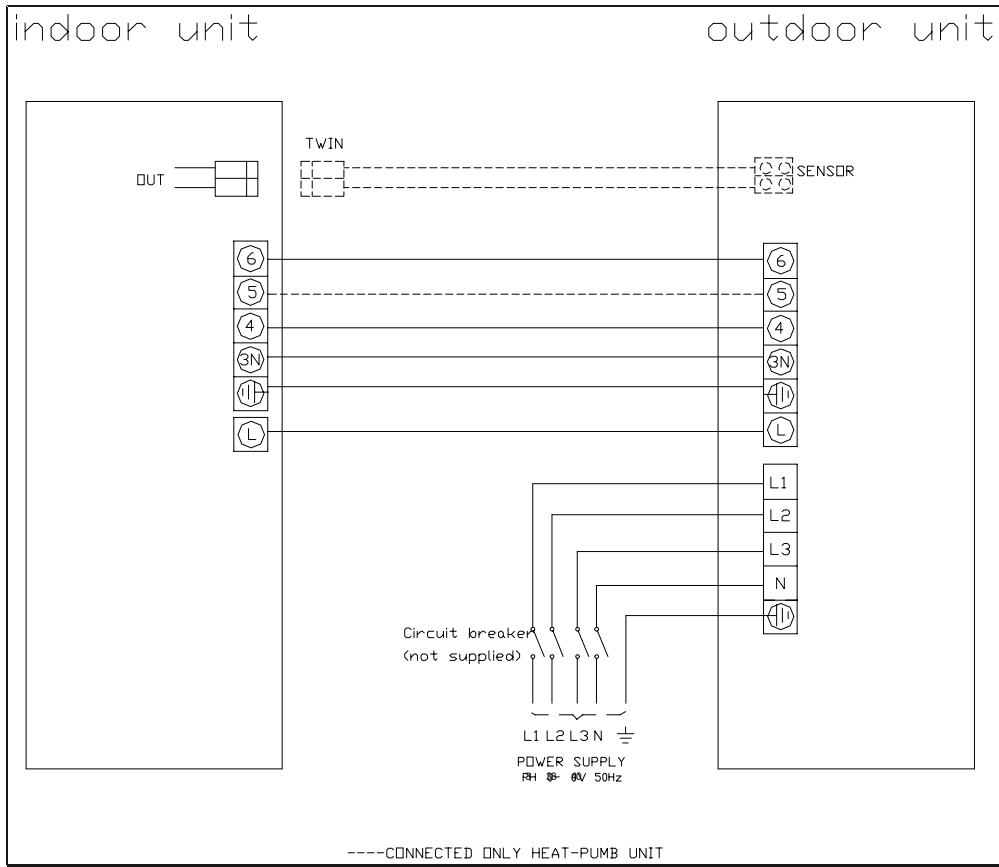 indoor unit
outdoor unit
TWIN
OUT
SENSOR
6
6
5
5
4
4
3N
3N
L
L
L1
L2
L3
N
Circuit breaker
(not supplied)
L1 L2 L3 N
POWER SUPPLY
50Hz
----CONNECTED ONLY HEAT-PUMB UNIT